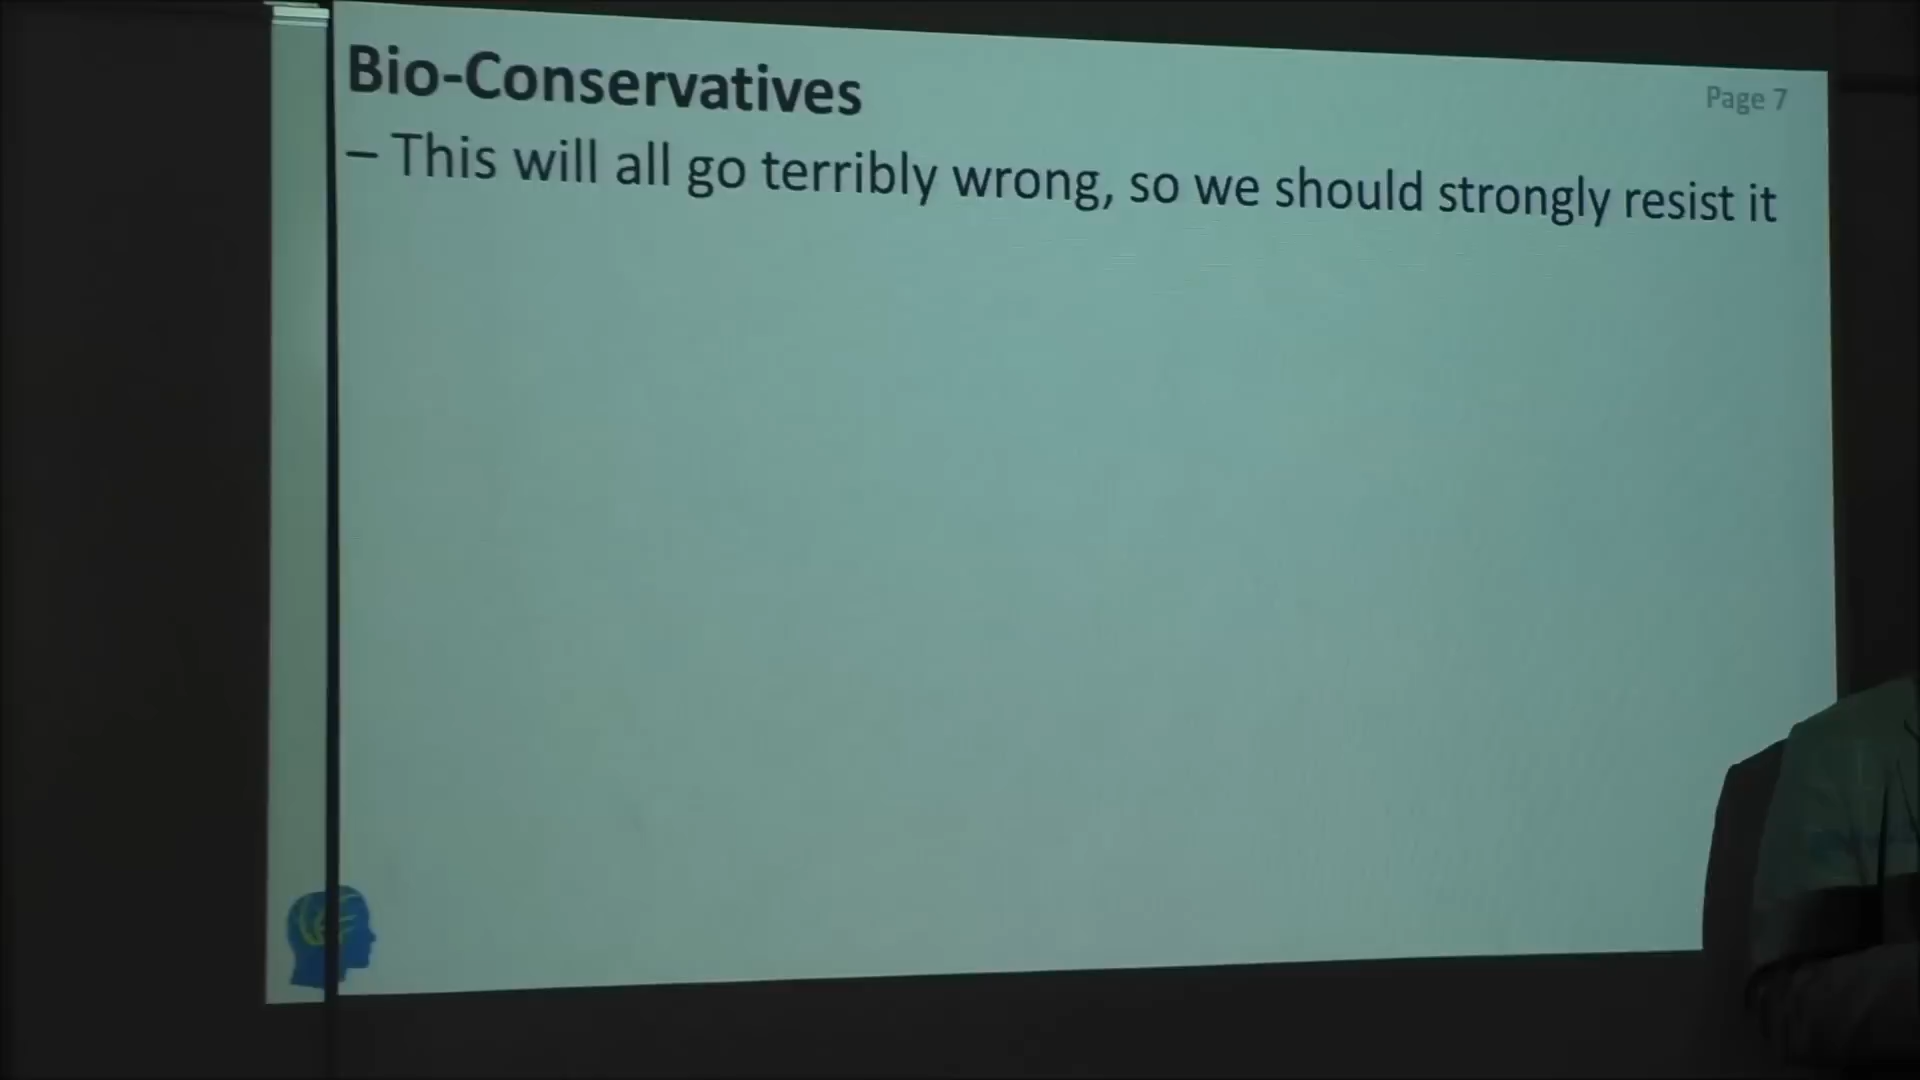 Bio-Conservatives
Page 7
– This will all go terribly wrong, so we should strongly resist it